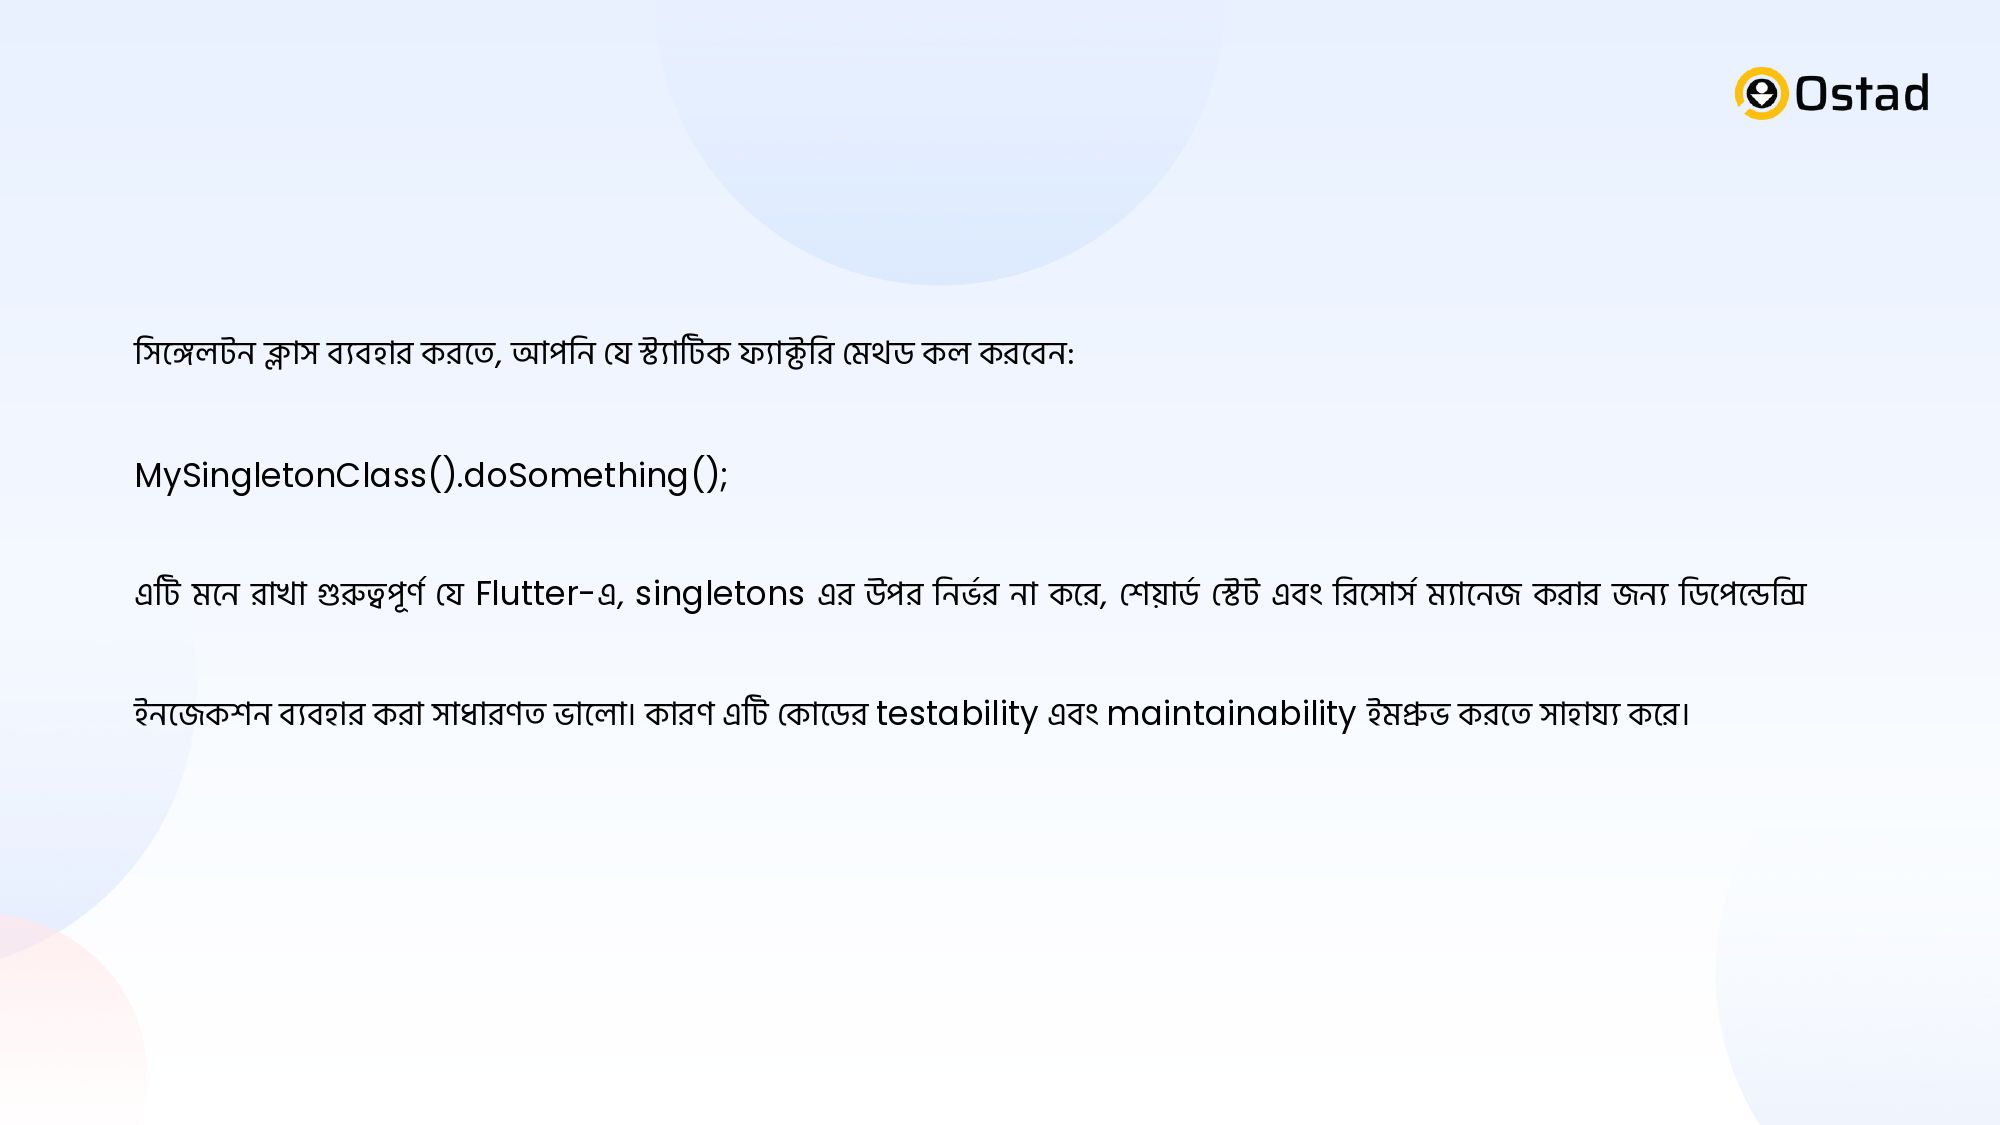 Ostad
সিঙ্গেলটন ক্লাস ব্যবহার করতে, আপনি যে স্ট্যাটিক ফ্যাক্টরি মেথড কল করবেন:
MySingletonClass().doSomething();
এটি মনে রাখা গুরুত্বপূর্ণ যে Flutter-এ, singletons এর উপর নির্ভর না করে, শেয়ার্ড স্টেট এবং রিসোর্স ম্যানেজ করার জন্য ডিপেন্ডেন্সি
ইনজেকশন ব্যবহার করা সাধারণত ভালো। কারণ এটি কোডের testability এবং maintainability ইমপ্রুভ করতে সাহায্য করে।